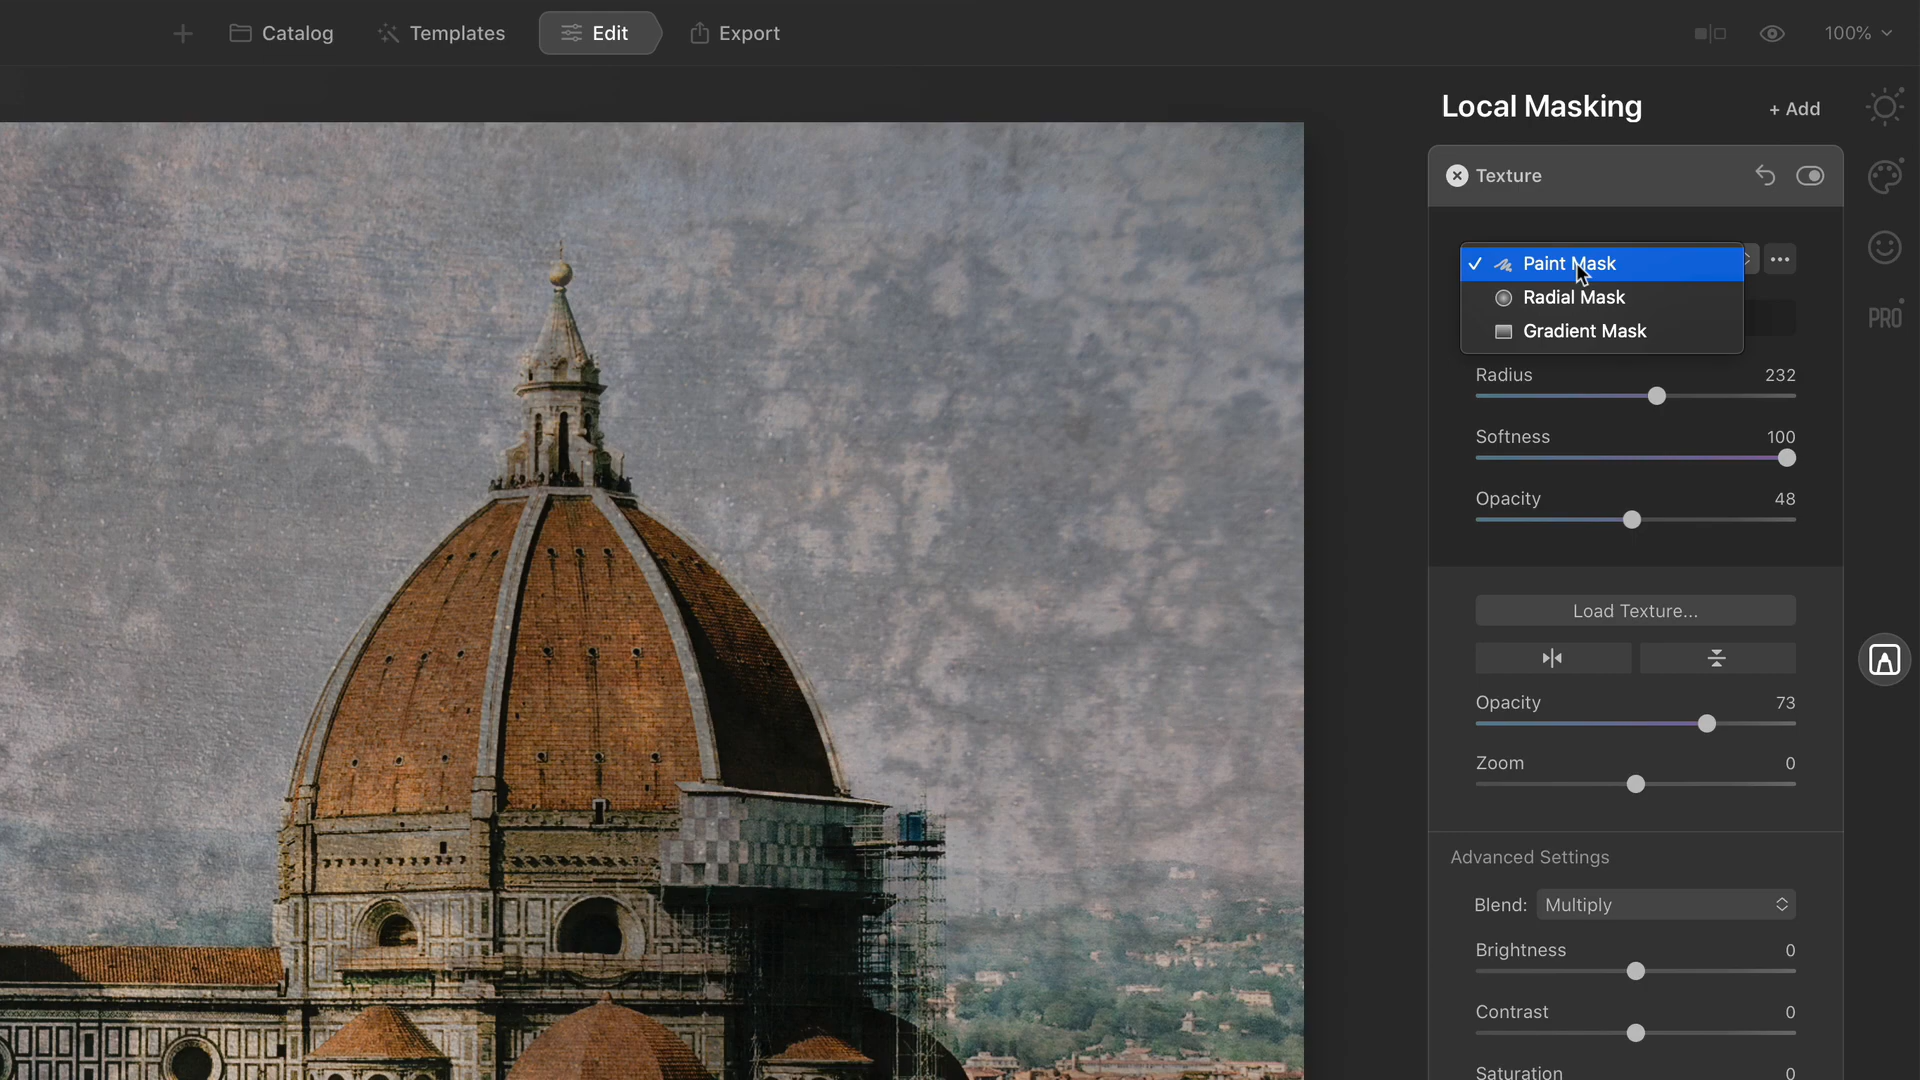 Catalog
Templates
Edit
Export
100%
Local Masking
+ Add
Texture
Paint Mask
Radial Mask
Gradient Mask
PRO
Radius 232
Softness 100
Opacity 48
Load Texture...
Opacity 73
Zoom 0
Advanced Settings
Blend: Multiply
Brightness 0
Contrast 0
Saturation 0